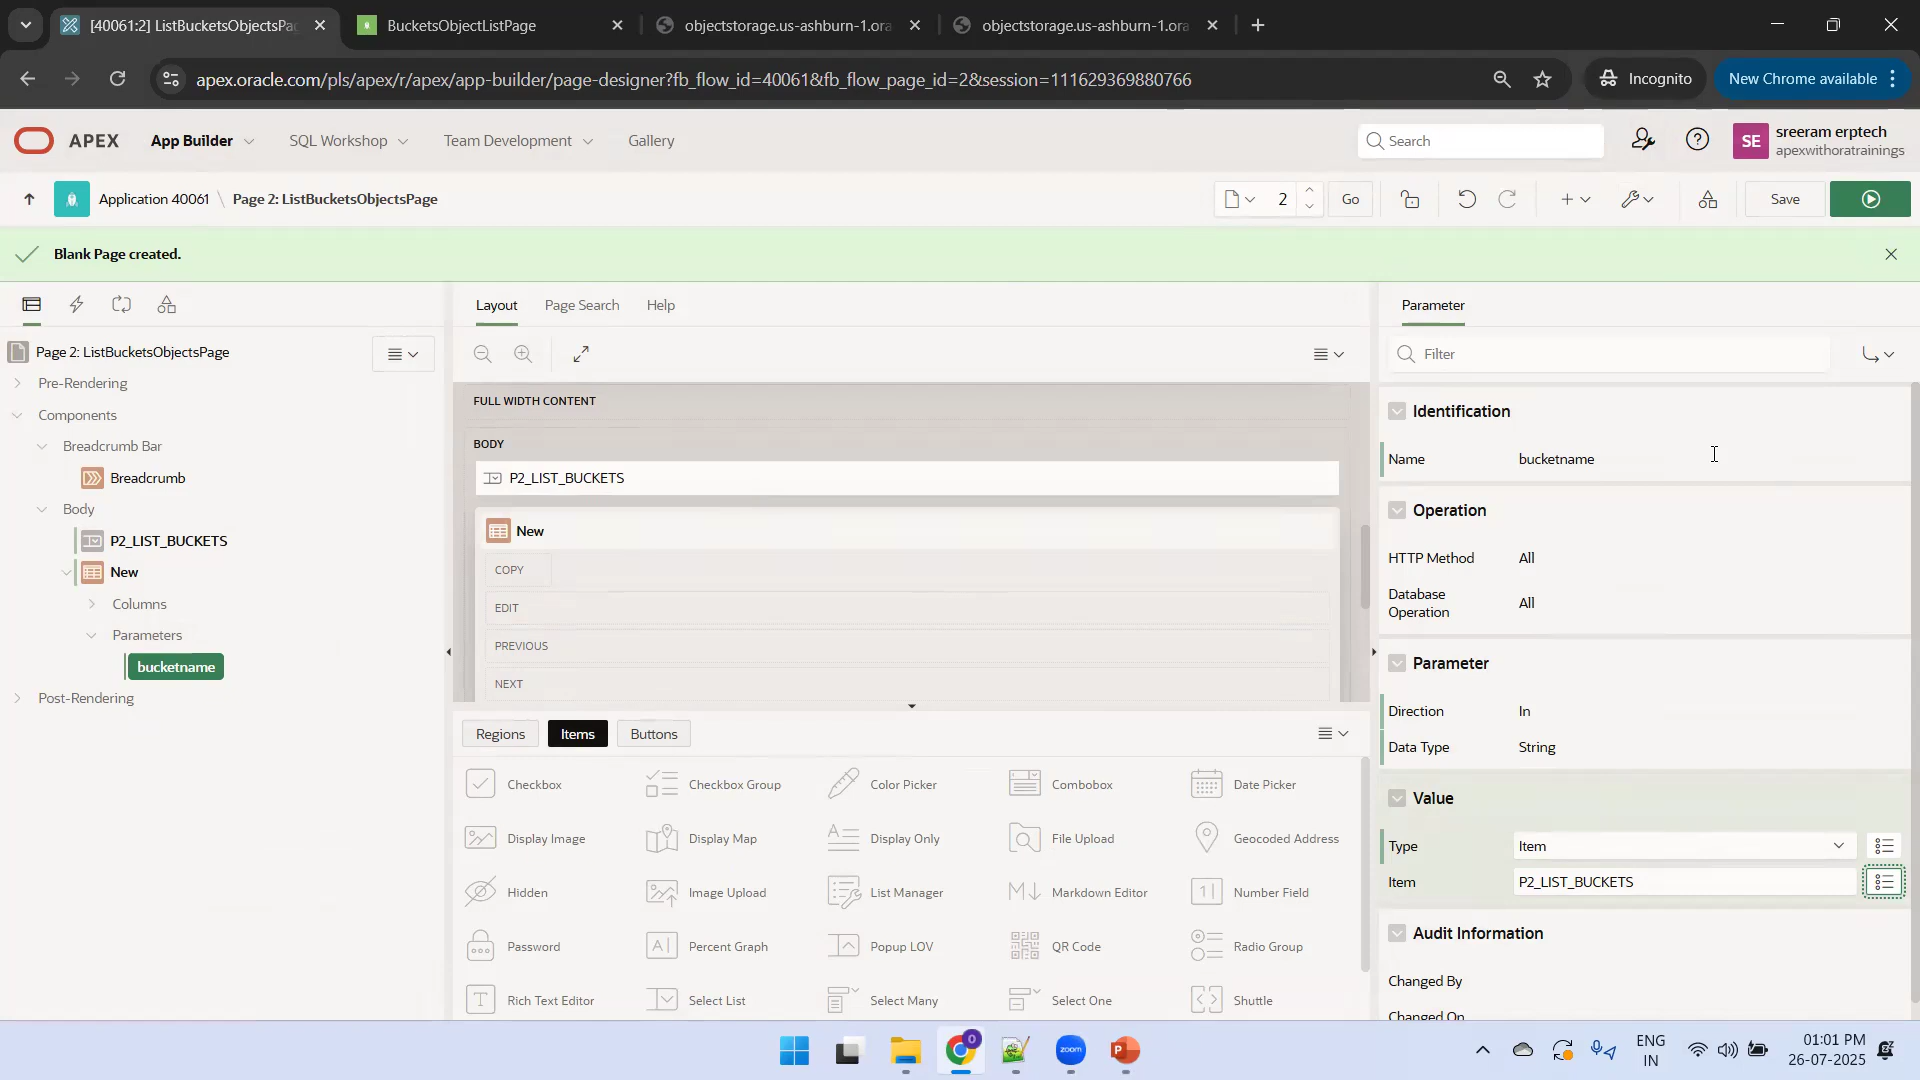 [40061:2] ListBucketsObjectsPag
BucketsObjectListPage
objectstorage.us-ashburn-1.ora
objectstorage.us-ashburn-1.ora
apex.oracle.com/pls/apex/r/apex/app-builder/page-designer?fb_flow_id=40061&fb_flow_page_id=2&session=111629369880766
Incognito
New Chrome available
APEX
App Builder
SQL Workshop
Team Development
Gallery
Search
SE
sreeram erptech
apexwithoratrainings
Application 40061 \ Page 2: ListBucketsObjectsPage
2
Go
Save
Blank Page created.
Page 2: ListBucketsObjectsPage
Pre-Rendering
Components
Breadcrumb Bar
Breadcrumb
Body
P2_LIST_BUCKETS
New
Columns
Parameters
bucketname
Post-Rendering
Layout
Page Search
Help
FULL WIDTH CONTENT
BODY
P2_LIST_BUCKETS
New
COPY
EDIT
PREVIOUS
NEXT
Regions
Items
Buttons
Checkbox
Checkbox Group
Color Picker
Combobox
Date Picker
Display Image
Display Map
Display Only
File Upload
Geocoded Address
Hidden
Image Upload
List Manager
Markdown Editor
Number Field
Password
Percent Graph
Popup LOV
QR Code
Radio Group
Rich Text Editor
Select List
Select Many
Select One
Shuttle
Parameter
Filter
Identification
Name bucketname
Operation
HTTP Method All
Database
Operation
All
Parameter
Direction In
Data Type String
Value
Type Item
Item P2_LIST_BUCKETS
Audit Information
Changed By
Changed On
zoom
ENG
IN
01:01 PM
26-07-2025